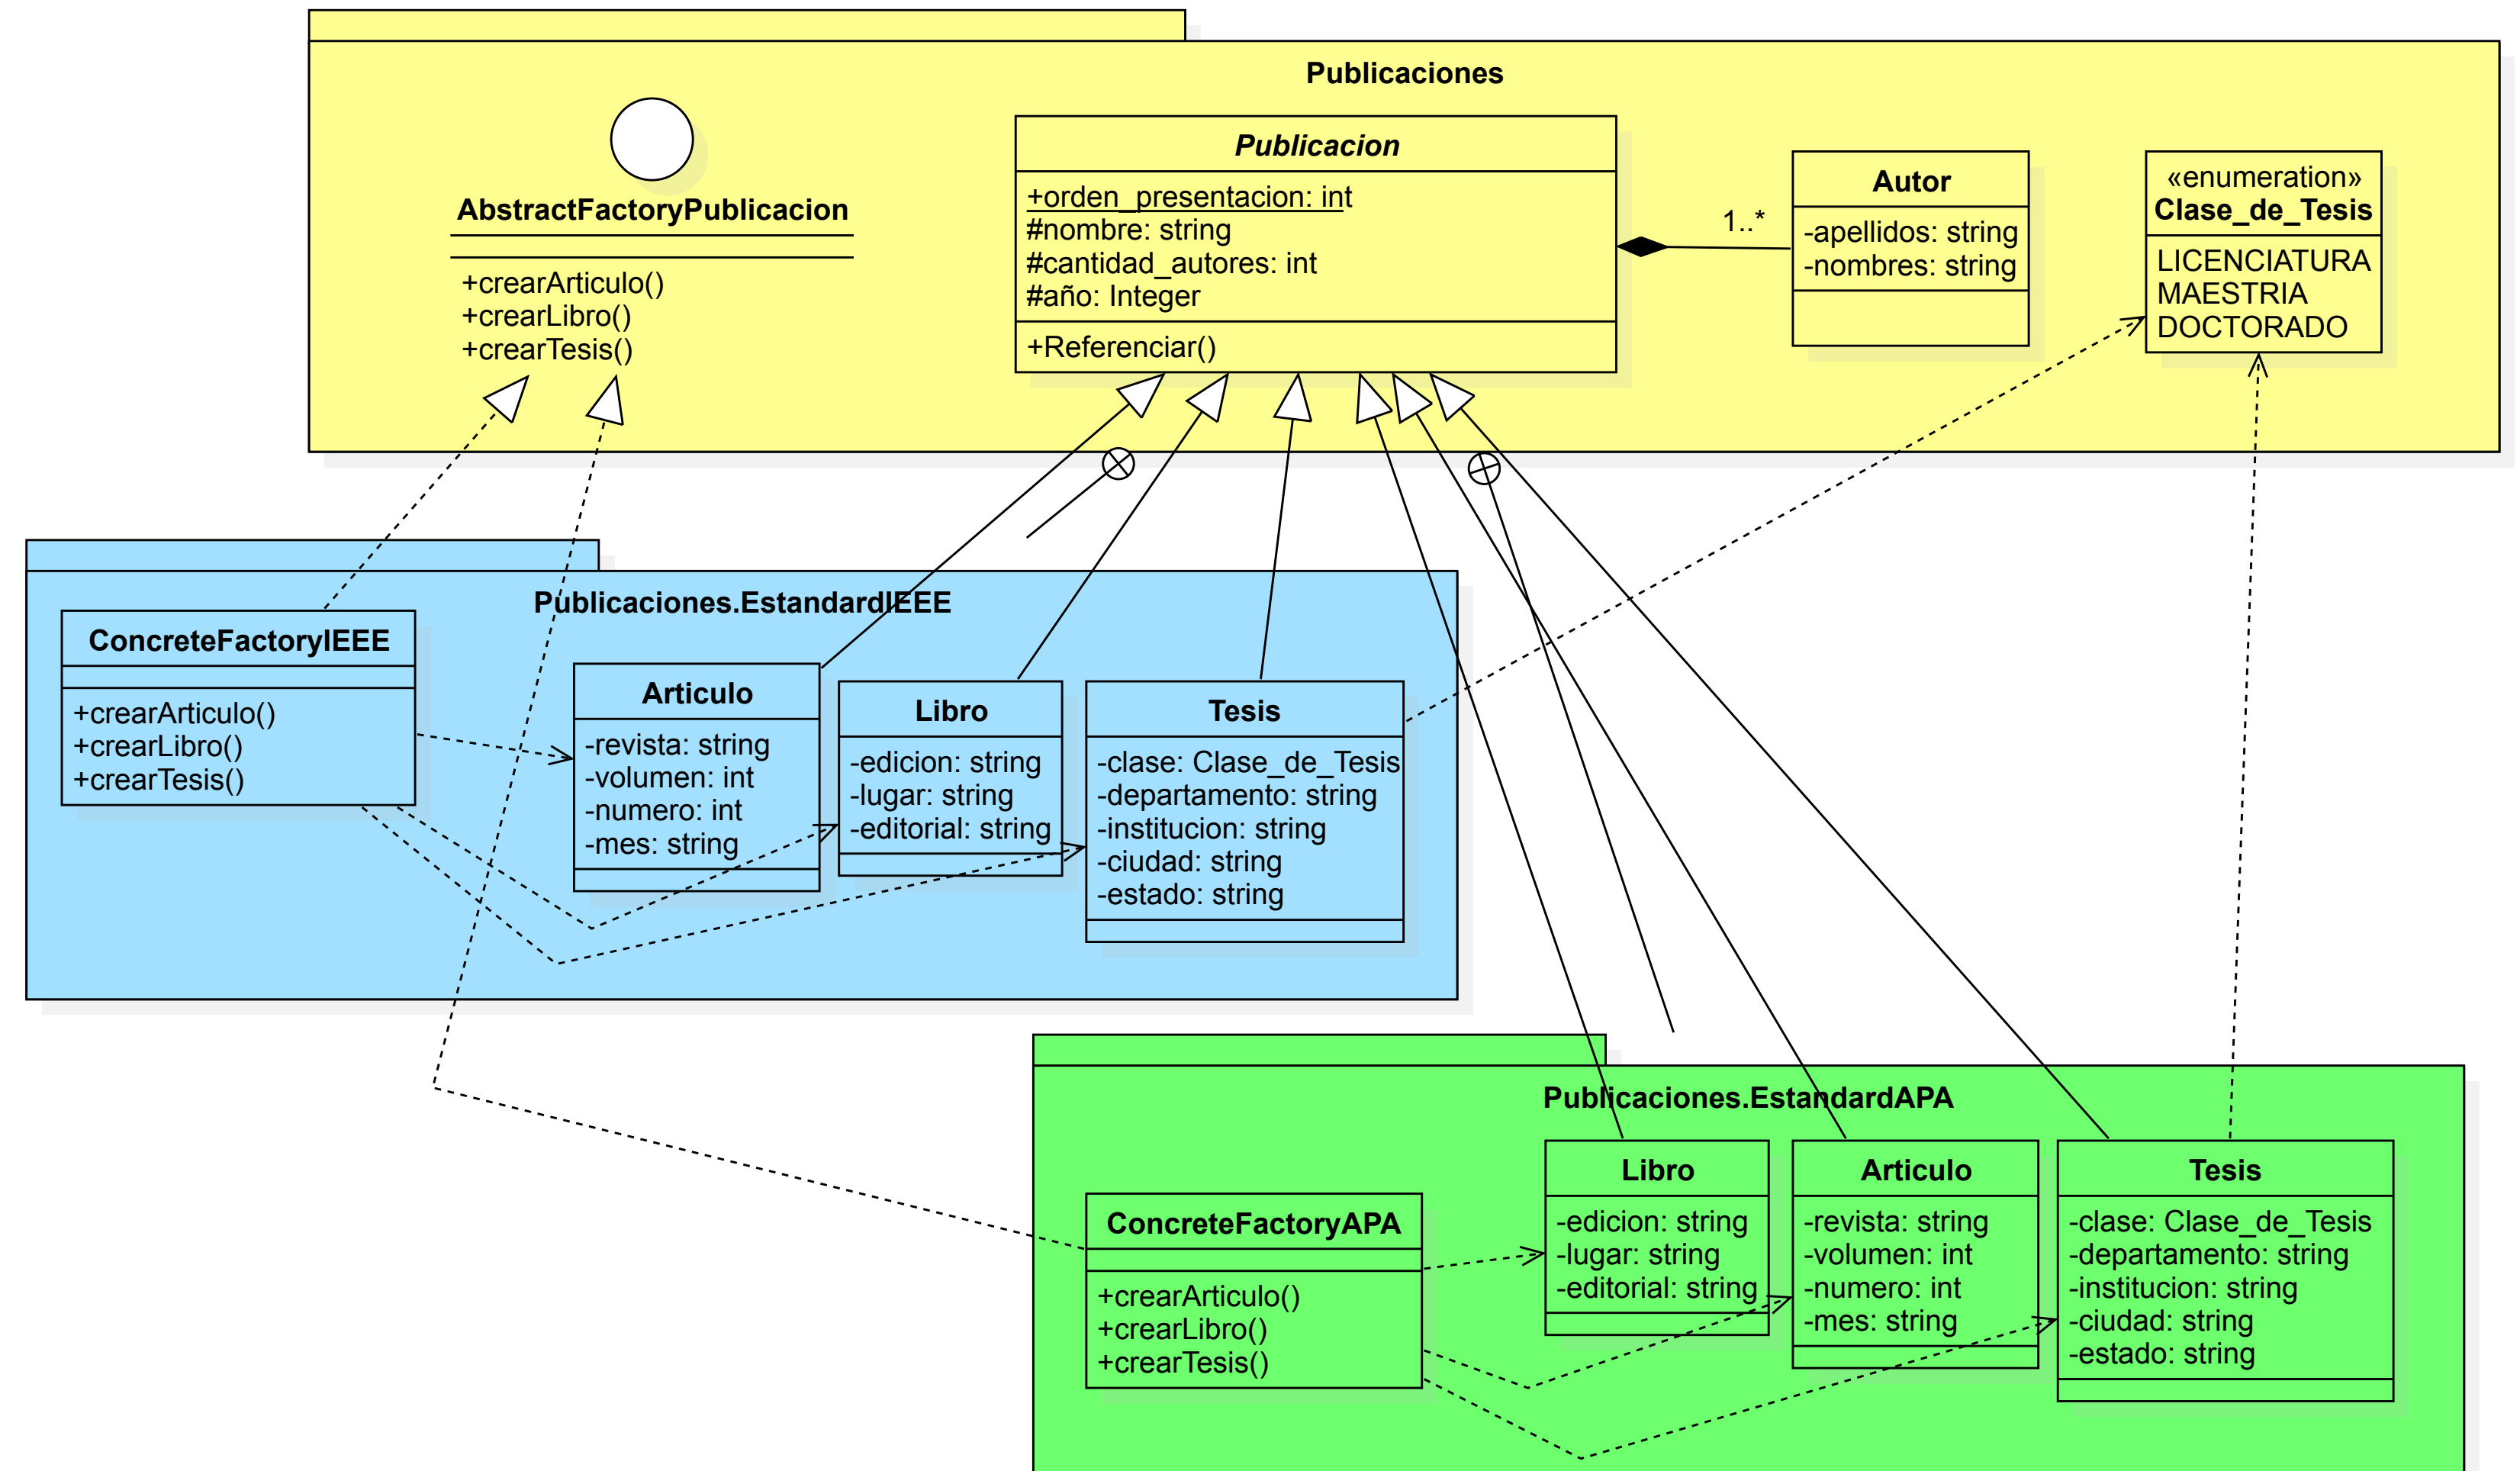 Publicaciones
AbstractFactoryPublicacion
+crearArticulo()
+crearLibro()
+crearTesis()
Publicacion
+orden_presentacion: int
#nombre: string
#cantidad_autores: int
#año: Integer
+Referenciar()
1..*
Autor
-apellidos: string
-nombres: string
«enumeration»
Clase_de_Tesis
LICENCIATURA
MAESTRIA
DOCTORADO
Publicaciones.EstandardIEEE
ConcreteFactoryIEEE
+crearArticulo()
+crearLibro()
+crearTesis()
Articulo
-revista: string
-volumen: int
-numero: int
-mes: string
Libro
-edicion: string
-lugar: string
-editorial: string
Tesis
-clase: Clase_de_Tesis
-departamento: string
-institucion: string
-ciudad: string
-estado: string
Publicaciones.EstandardAPA
ConcreteFactoryAPA
+crearArticulo()
+crearLibro()
+crearTesis()
Libro
-edicion: string
-lugar: string
-editorial: string
Articulo
-revista: string
-volumen: int
-numero: int
-mes: string
Tesis
-clase: Clase_de_Tesis
-departamento: string
-institucion: string
-ciudad: string
-estado: string